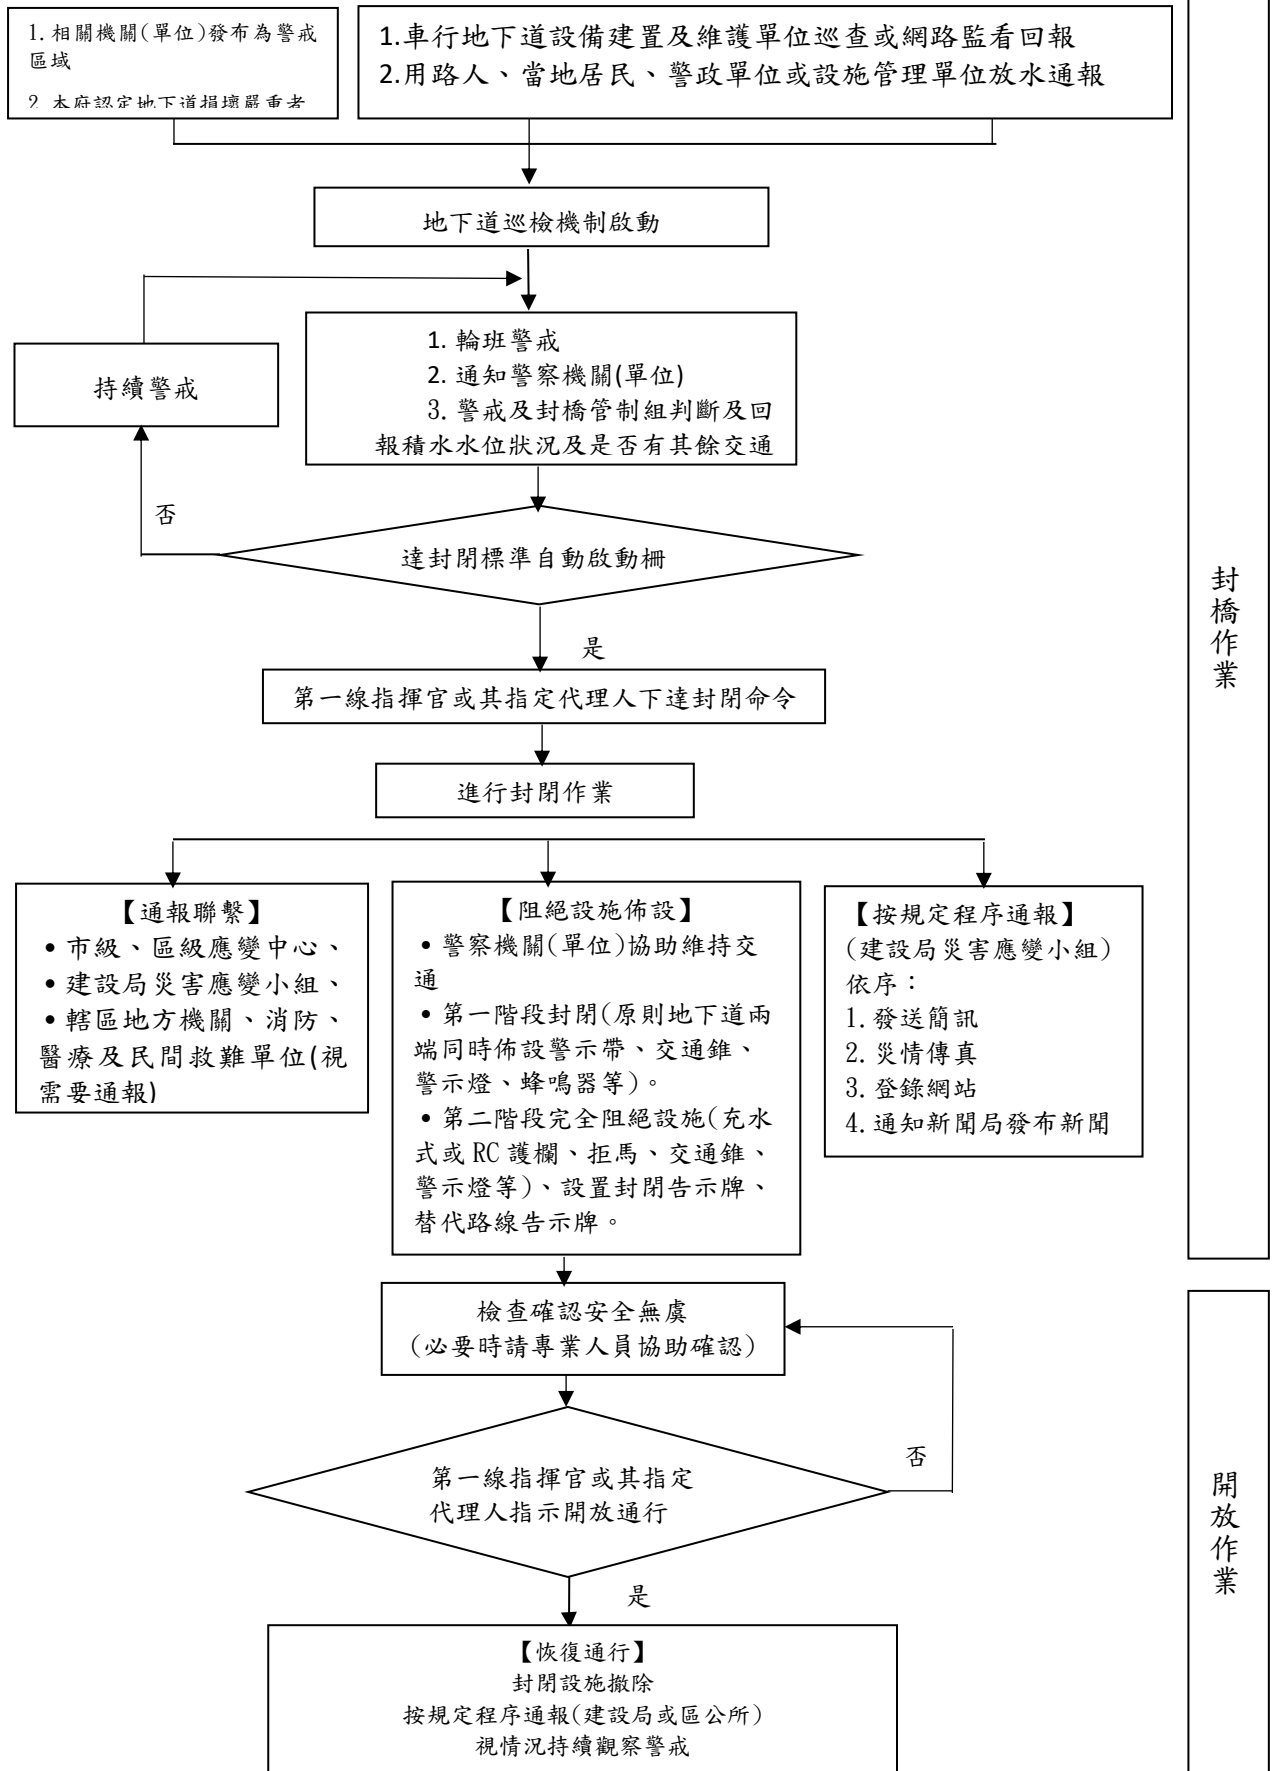 1. 相關機關(單位)發布為警戒
區域
2. 本府認定地下道損壞嚴重者
1.車行地下道設備建置及維護單位巡查或網路監看回報
2.用路人、當地居民、警政單位或設施管理單位放水通報
地下道巡檢機制啟動
1. 輪班警戒
2. 通知警察機關(單位)
3. 警戒及封橋管制組判斷及回
報積水水位狀況及是否有其餘交通
持續警戒
否
達封閉標準自動啟動柵
是
第一線指揮官或其指定代理人下達封閉命令
進行封閉作業
【通報聯繫】
• 市級、區級應變中心、
• 建設局災害應變小組、
• 轄區地方機關、消防、
醫療及民間救難單位(視
需要通報)
【阻絕設施佈設】
• 警察機關(單位)協助維持交
通
• 第一階段封閉(原則地下道兩
端同時佈設警示帶、交通錐、
警示燈、蜂鳴器等)。
• 第二階段完全阻絕設施(充水
式或 RC 護欄、拒馬、交通錐、
警示燈等)、設置封閉告示牌、
替代路線告示牌。
【按規定程序通報】
(建設局災害應變小組)
依序：
1. 發送簡訊
2. 災情傳真
3. 登錄網站
4. 通知新聞局發布新聞
封橋作業
檢查確認安全無虞
(必要時請專業人員協助確認)
第一線指揮官或其指定
代理人指示開放通行
否
是
【恢復通行】
封閉設施撤除
按規定程序通報(建設局或區公所)
視情況持續觀察警戒
開放作業